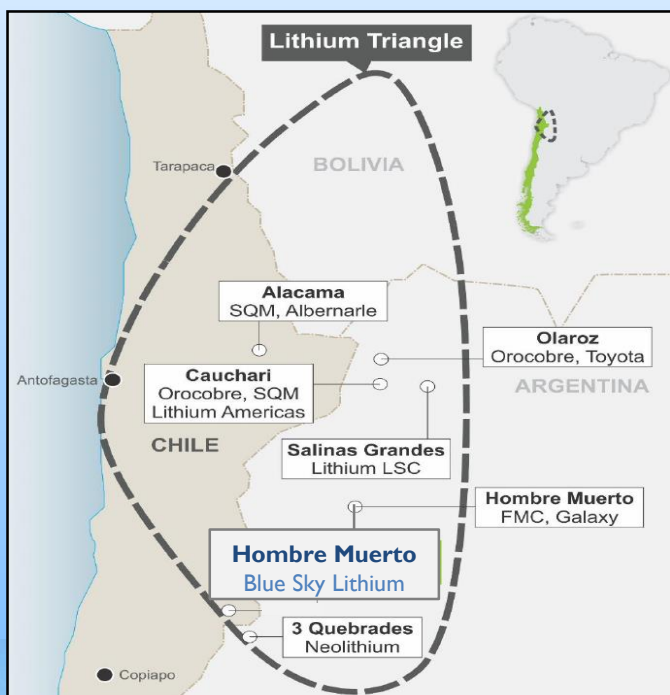 Lithium Triangle
Tarapaca
BOLIVIA
Alacama
SQM, Albernarle
Olaroz
Orocobre, Toyota
Antofagasta
Cauchari
Orocobre, SQM
Lithium Americas
ARGENTINA
CHILE
Salinas Grandes
Lithium LSC
Hombre Muerto
FMC, Galaxy
Hombre Muerto
Blue Sky Lithium
3 Quebrades
Neolithium
Copiapo